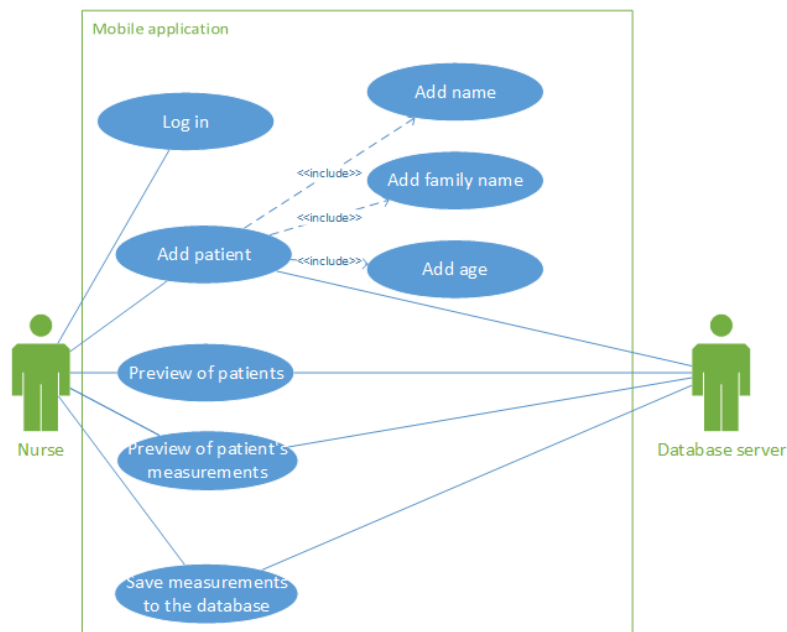 Mobile application
Add name
Log in
<<include>>
Add family name
<<include>>
Add patient
<<include>>
Add age
Preview of patients
Nurse
Preview of patient's
measurements
Database server
Save measurements
to the database